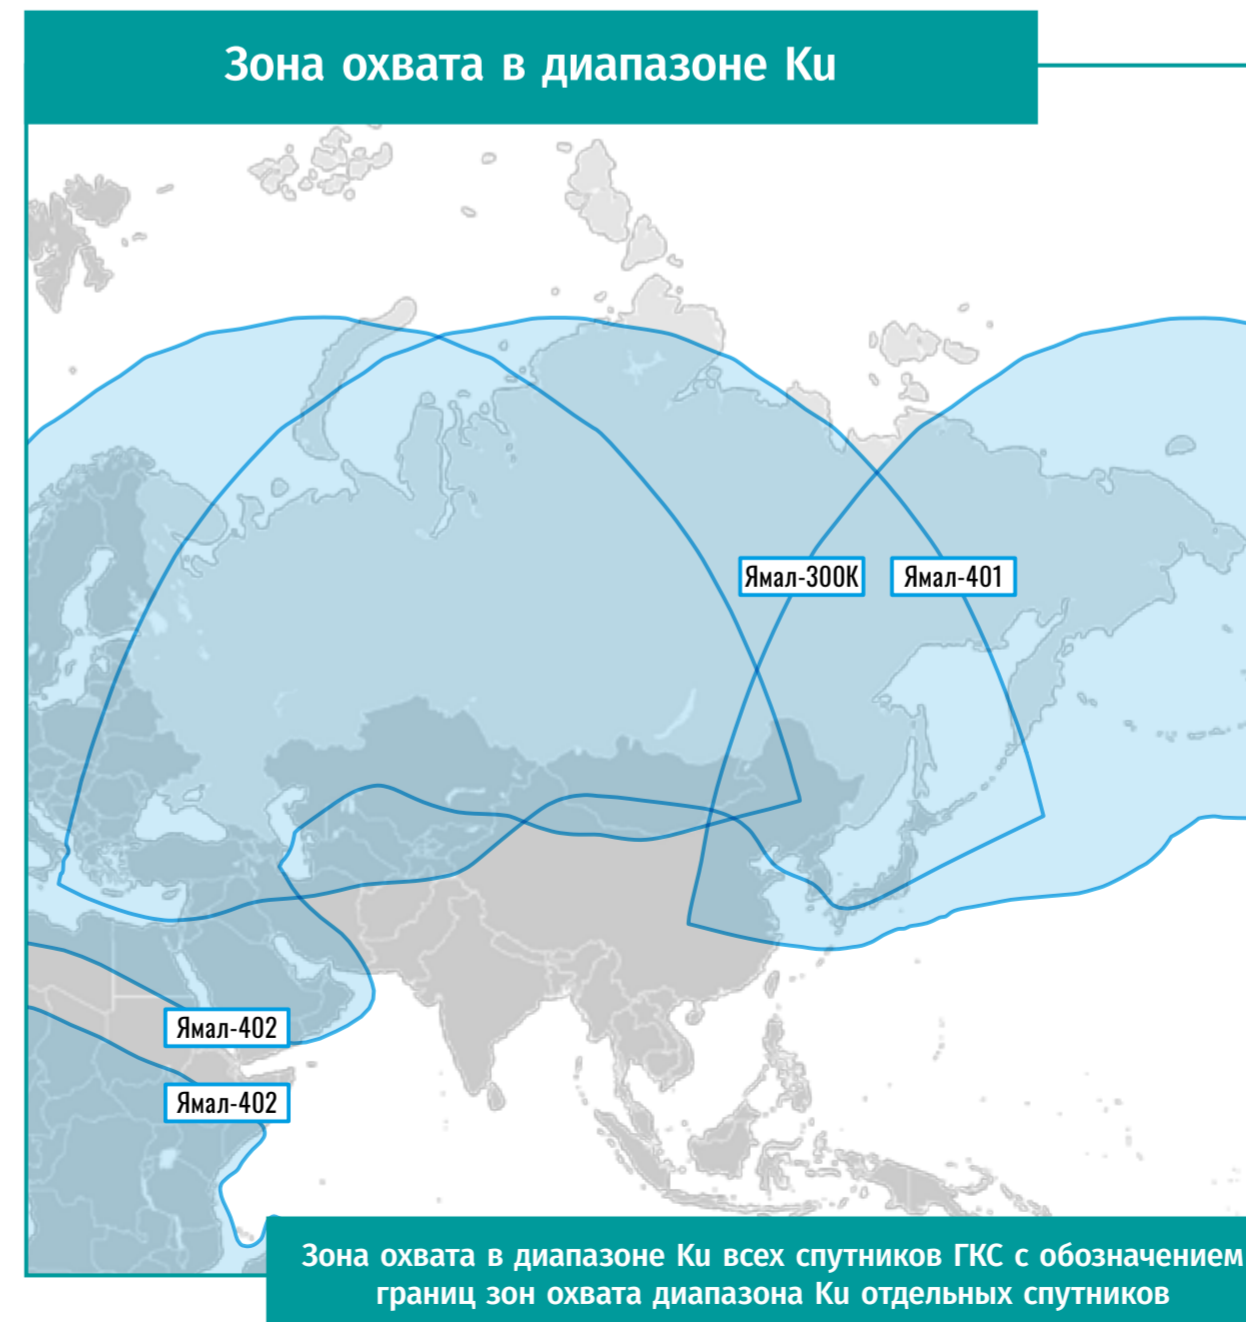 Зона охвата в диапазоне Ku
Ямал-300К
Ямал-401
Ямал-402
Ямал-402
Зона охвата в диапазоне Ku всех спутников ГКС с обозначением
границ зон охвата диапазона Ku отдельных спутников